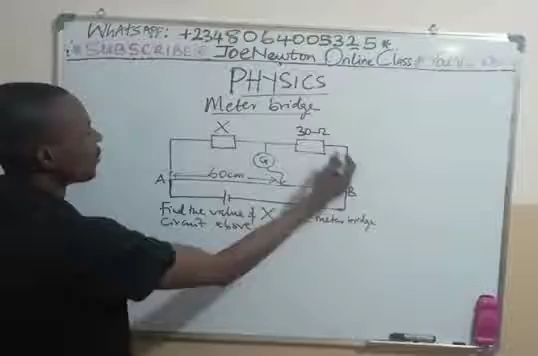 WHATSAPP: +2348064005325*
*SUBSCRIBE* JOENEWTON Online Class
PHYSICS
Meter bridge
X
30Ω
G
60cm
A
B
Find the value of X meter bridge
Circuit above